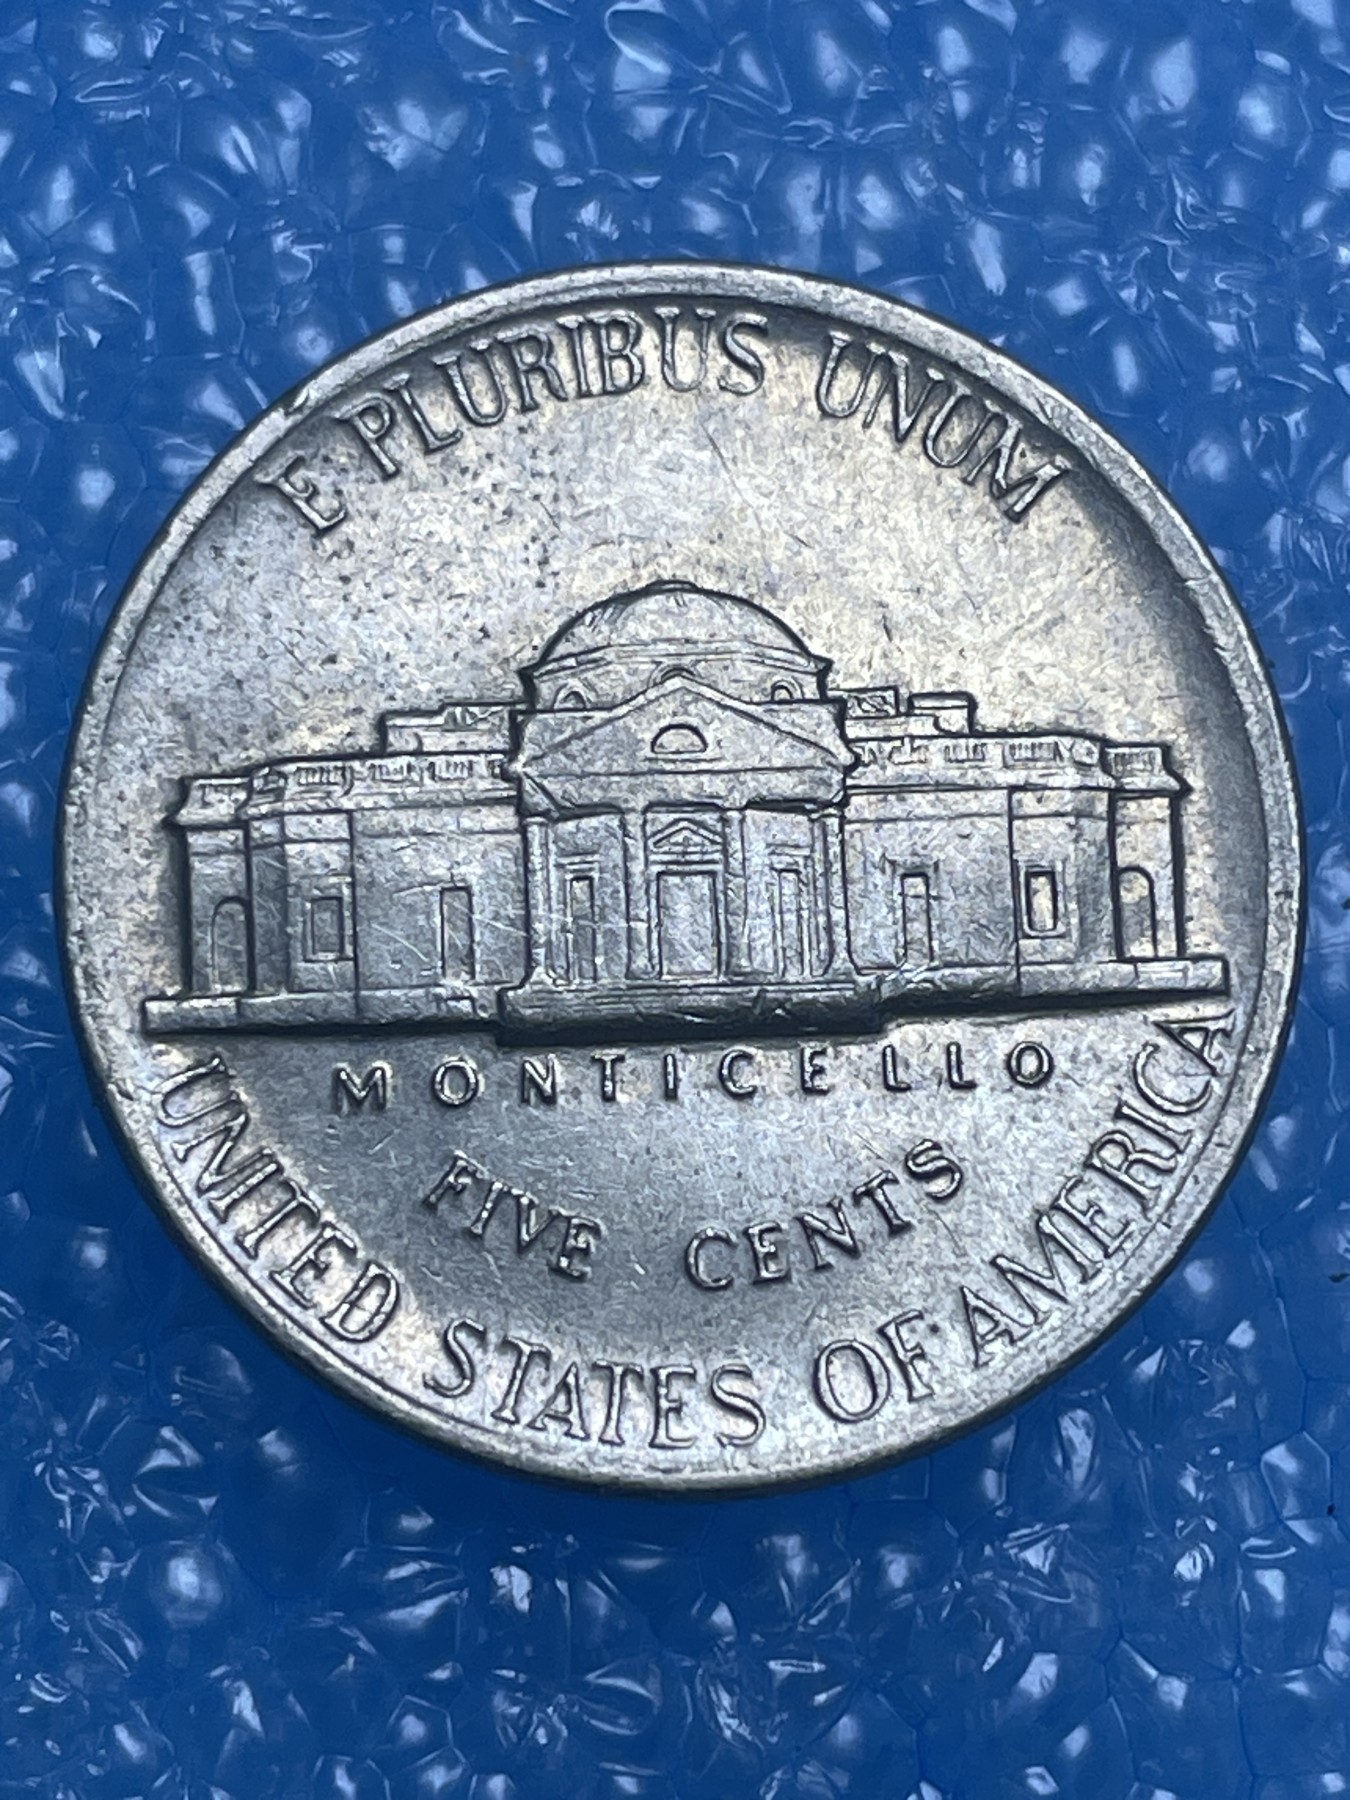 E PLURIBUS UNUM
MONTICELLO
FIVE CENTS
UNITED STATES OF AMERICA